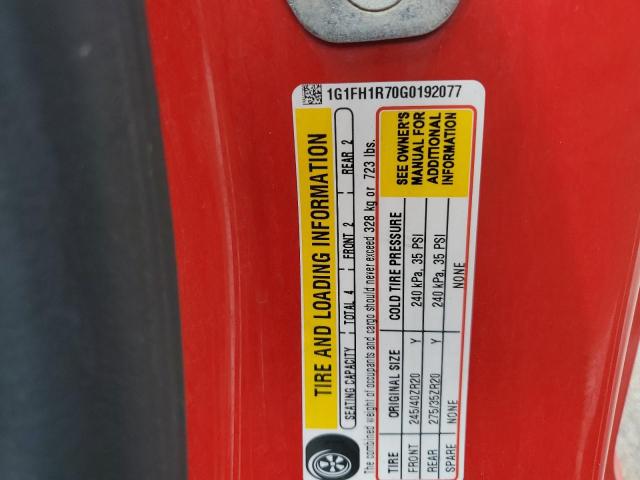 1G1FH1R70G0192077
TIRE AND LOADING INFORMATION
SEATING CAPACITY TOTAL 4 FRONT 2 REAR 2
The combined weight of occupants and cargo should never exceed 328 kg or 723 lbs.
TIRE ORIGINAL SIZE COLD TIRE PRESSURE
FRONT 245/40ZR20 Y 240 kPa, 35 PSI
REAR 275/35ZR20 Y 240 kPa, 35 PSI
SPARE NONE NONE
SEE OWNER'S
MANUAL FOR
ADDITIONAL
INFORMATION